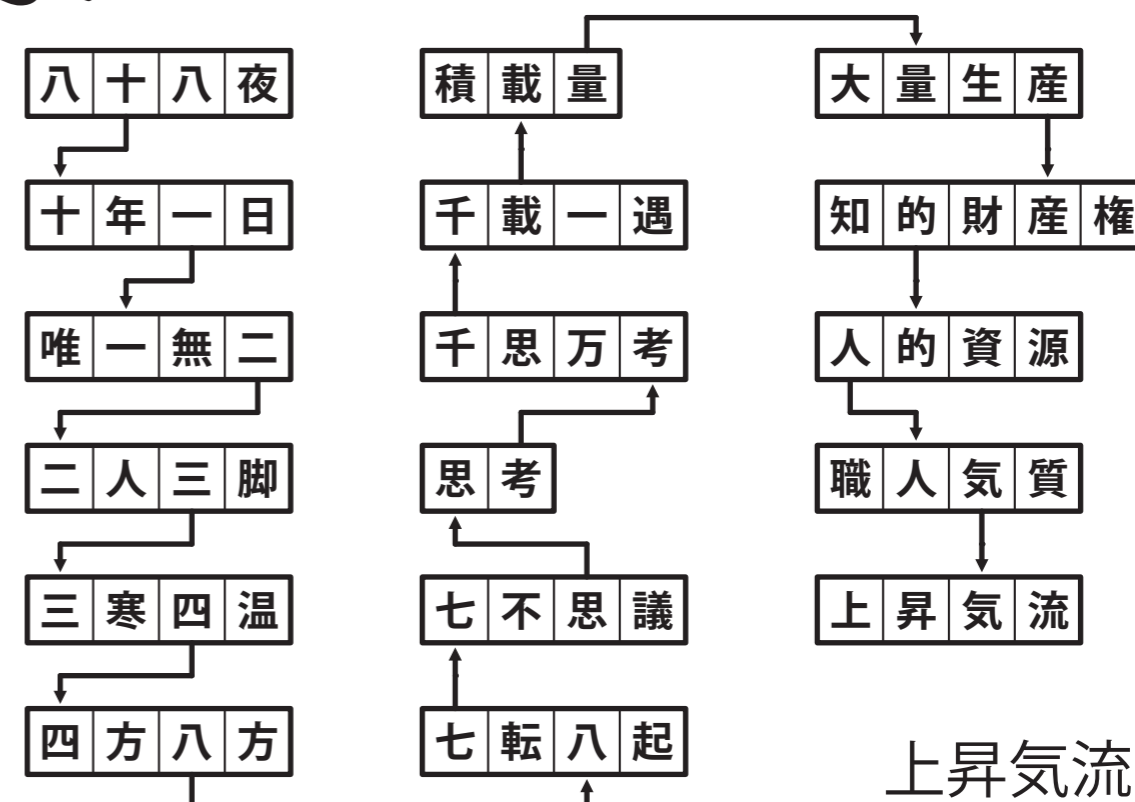 八十八夜
十年一日
唯一無二
二人三脚
三寒四温
四方八方
七転八起
七不思議
思考
千思万考
千載一遇
積載量
大量生産
知的財産権
人的資源
職人気質
上昇気流
上昇気流